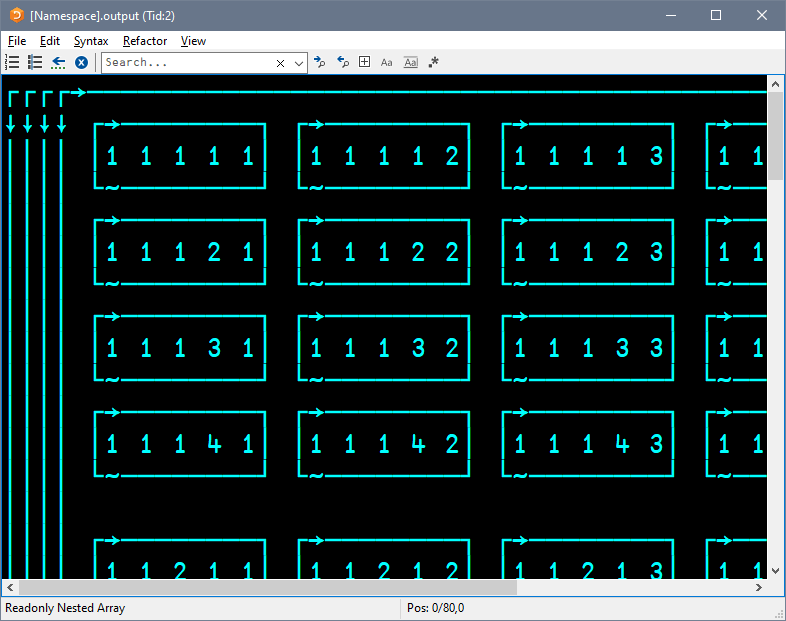 [Namespace].output (Tid:2)
File Edit Syntax Refactor View
Search... Aa Aa .*
┌┌┌┌→────────────────────────────────────────
↓↓↓↓ ┌→────────┐ ┌→────────┐ ┌→────────┐ ┌→───
││││ │1 1 1 1 1│ │1 1 1 1 2│ │1 1 1 1 3│ │1 1
││││ └~────────┘ └~────────┘ └~────────┘ └~───
││││ ┌→────────┐ ┌→────────┐ ┌→────────┐ ┌→───
││││ │1 1 1 2 1│ │1 1 1 2 2│ │1 1 1 2 3│ │1 1
││││ └~────────┘ └~────────┘ └~────────┘ └~───
││││ ┌→────────┐ ┌→────────┐ ┌→────────┐ ┌→───
││││ │1 1 1 3 1│ │1 1 1 3 2│ │1 1 1 3 3│ │1 1
││││ └~────────┘ └~────────┘ └~────────┘ └~───
││││ ┌→────────┐ ┌→────────┐ ┌→────────┐ ┌→───
││││ │1 1 1 4 1│ │1 1 1 4 2│ │1 1 1 4 3│ │1 1
││││ └~────────┘ └~────────┘ └~────────┘ └~───
││││ ┌→────────┐ ┌→────────┐ ┌→────────┐ ┌→───
││││ │1 1 2 1 1│ │1 1 2 1 2│ │1 1 2 1 3│ │1 1
Readonly Nested Array Pos: 0/80,0